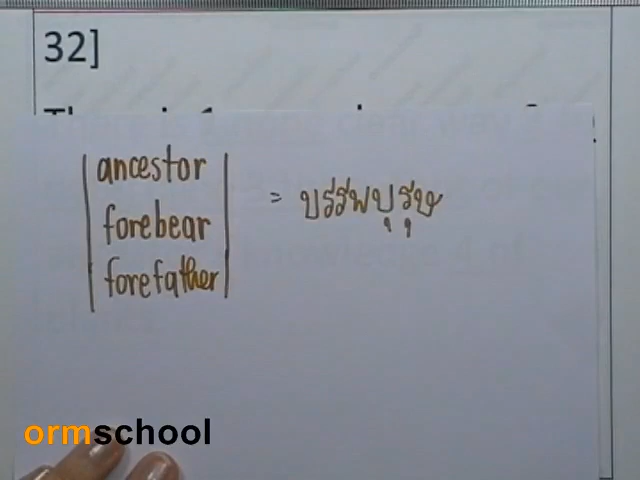 32]
ancestor
forebear = บรรพบุรุษ
forefather
ormschool